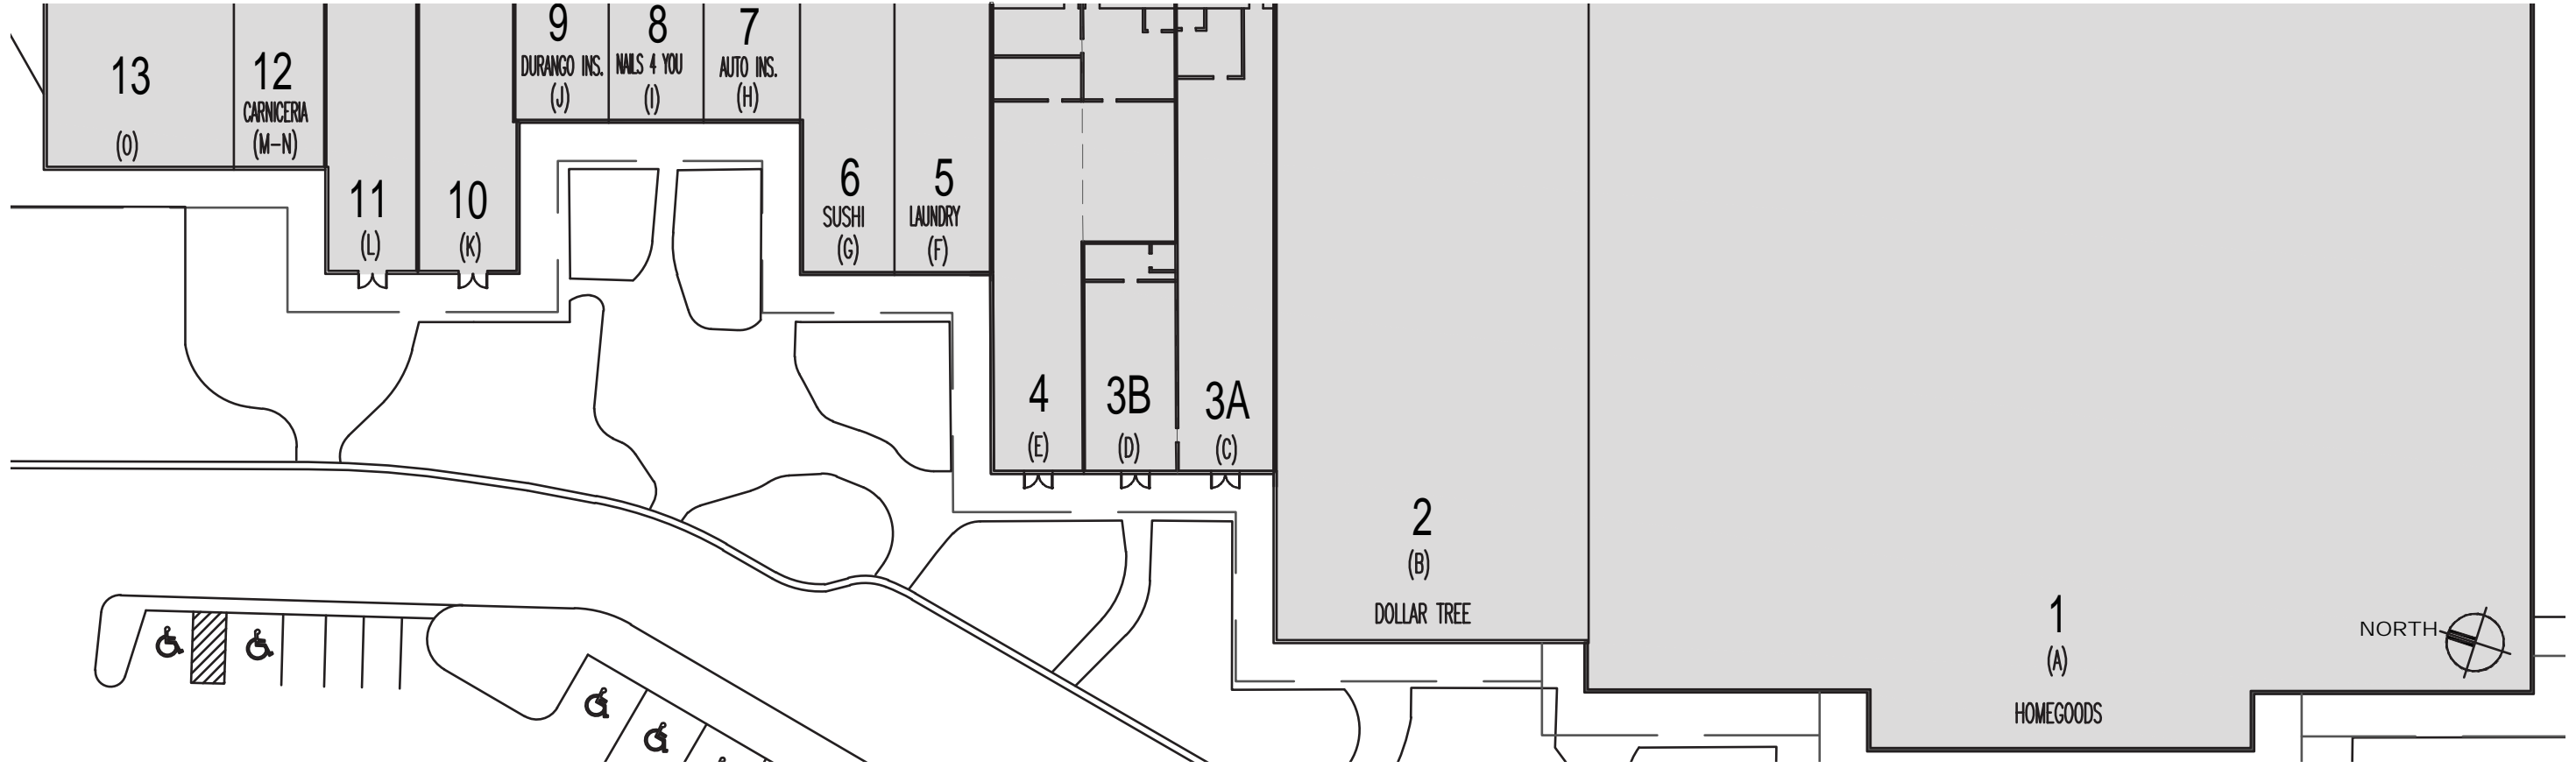 13
(O)
12
CARNICERIA
(M-N)
11
(L)
10
(K)
9
DURANGO INS.
(J)
8
NAILS 4 YOU
(I)
7
AUTO INS.
(H)
6
SUSHI
(G)
5
LAUNDRY
(F)
4
(E)
3B
(D)
3A
(C)
2
(B)
DOLLAR TREE
1
(A)
HOMEGOODS
NORTH